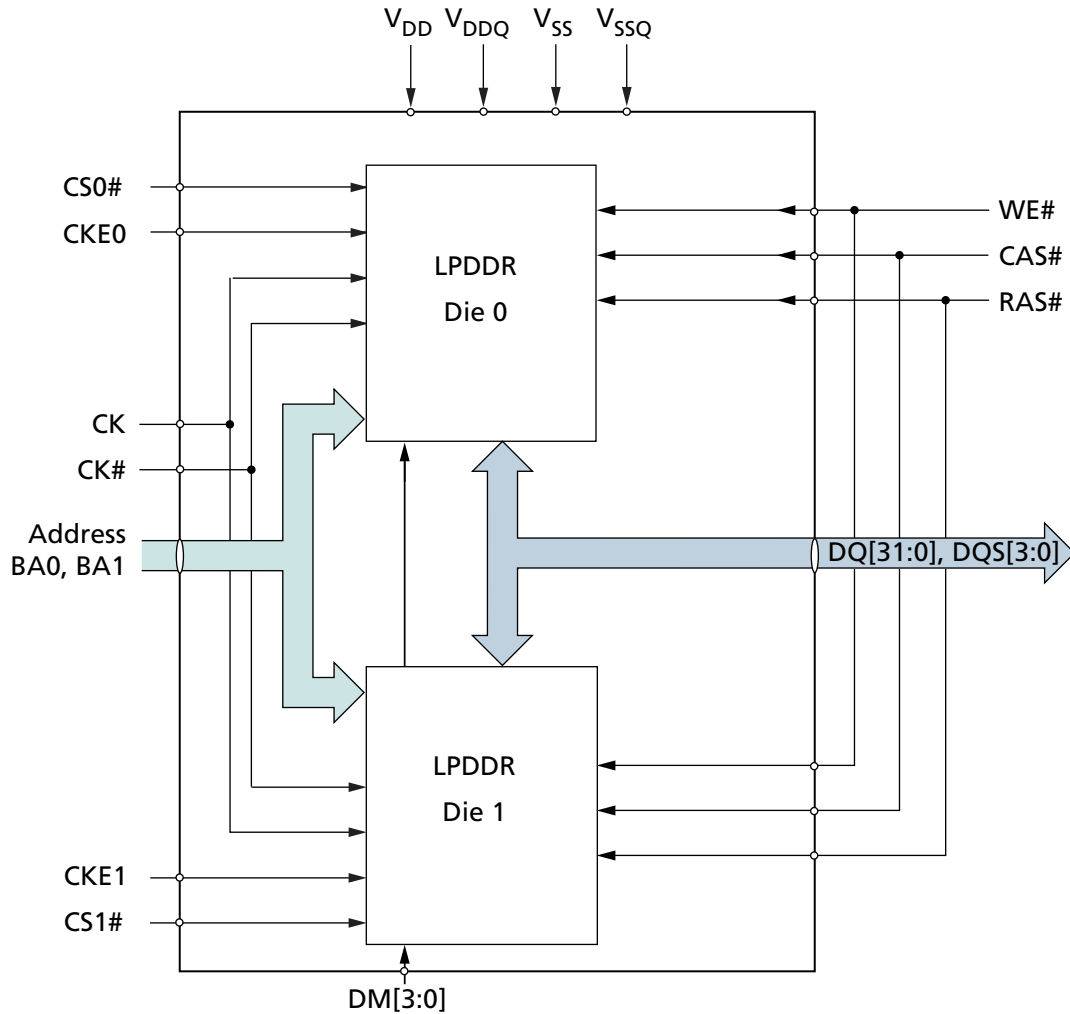 VDD VDDQ VSS VSSQ
CS0#
CKE0
LPDDR
Die 0
WE#
CAS#
RAS#
CK
CK#
Address
BA0, BA1
DQ[31:0], DQS[3:0]
LPDDR
Die 1
CKE1
CS1#
DM[3:0]